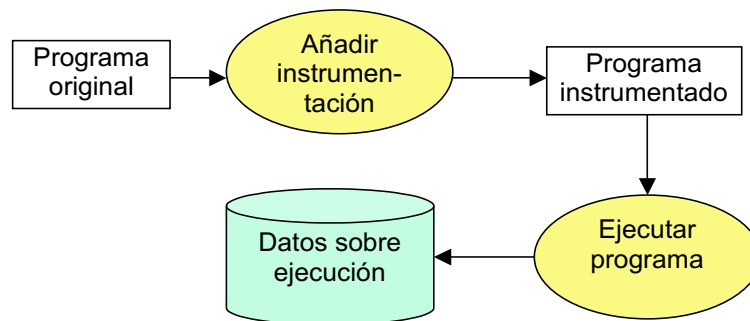 Programa
original
Añadir
instrumen-
tación
Programa
instrumentado
Ejecutar
programa
Datos sobre
ejecución